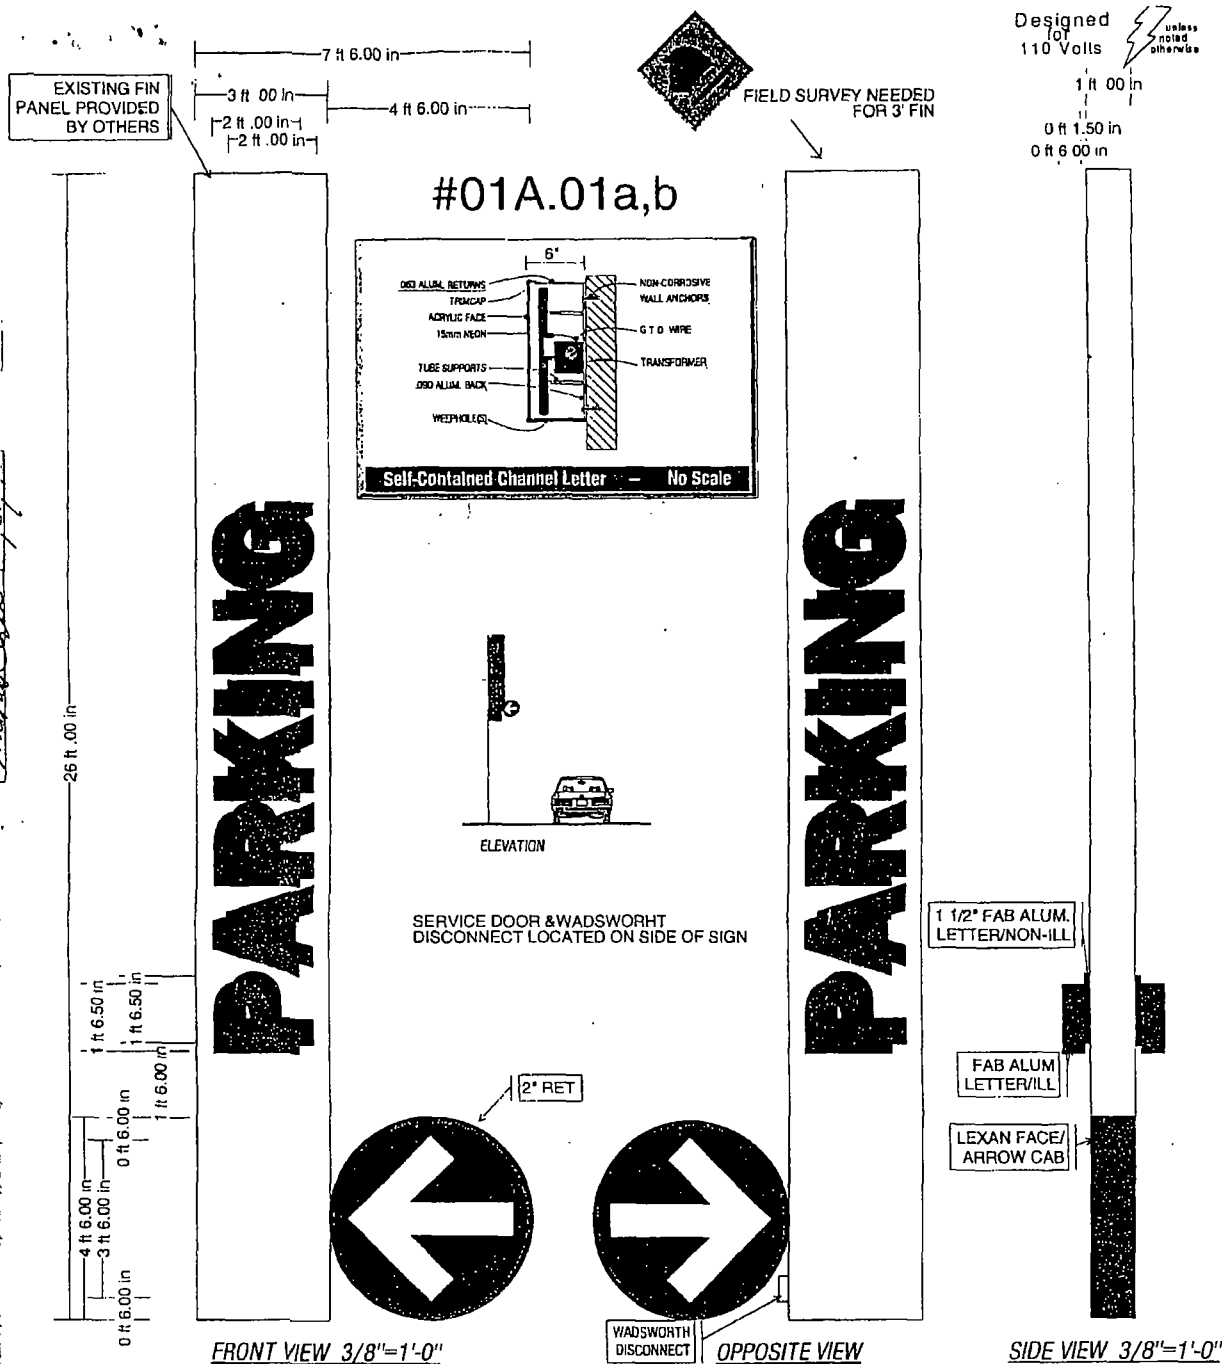 Designed
for
110 Volts
unless
noted
otherwise
7 ft 6.00 in
3 ft .00 in
4 ft 6.00 in
2 ft .00 in
2 ft .00 in
EXISTING FIN
PANEL PROVIDED
BY OTHERS
FIELD SURVEY NEEDED
FOR 3' FIN
1 ft .00 in
0 ft 1.50 in
0 ft 6.00 in
#01A.01a,b
6"
.063 ALUM. RETURNS
TRIMCAP
ACRYLIC FACE
15mm NEON
TUBE SUPPORTS
.090 ALUM. BACK
WEEPHOLE(S)
NON-CORROSIVE
WALL ANCHORS
G T O WIRE
TRANSFORMER
Self-Contained Channel Letter – No Scale
26 ft .00 in
PARKING
PARKING
ELEVATION
SERVICE DOOR &WADSWORHT
DISCONNECT LOCATED ON SIDE OF SIGN
1 1/2" FAB ALUM.
LETTER/NON-ILL
FAB ALUM
LETTER/ILL
LEXAN FACE/
ARROW CAB
2" RET
1 ft 6.50 in
1 ft 6.50 in
1 ft 6.00 in
0 ft 6.00 in
4 ft 6.00 in
3 ft 6.00 in
0 ft 6.00 in
WADSWORTH
DISCONNECT
FRONT VIEW 3/8"=1'-0"
OPPOSITE VIEW
SIDE VIEW 3/8"=1'-0"